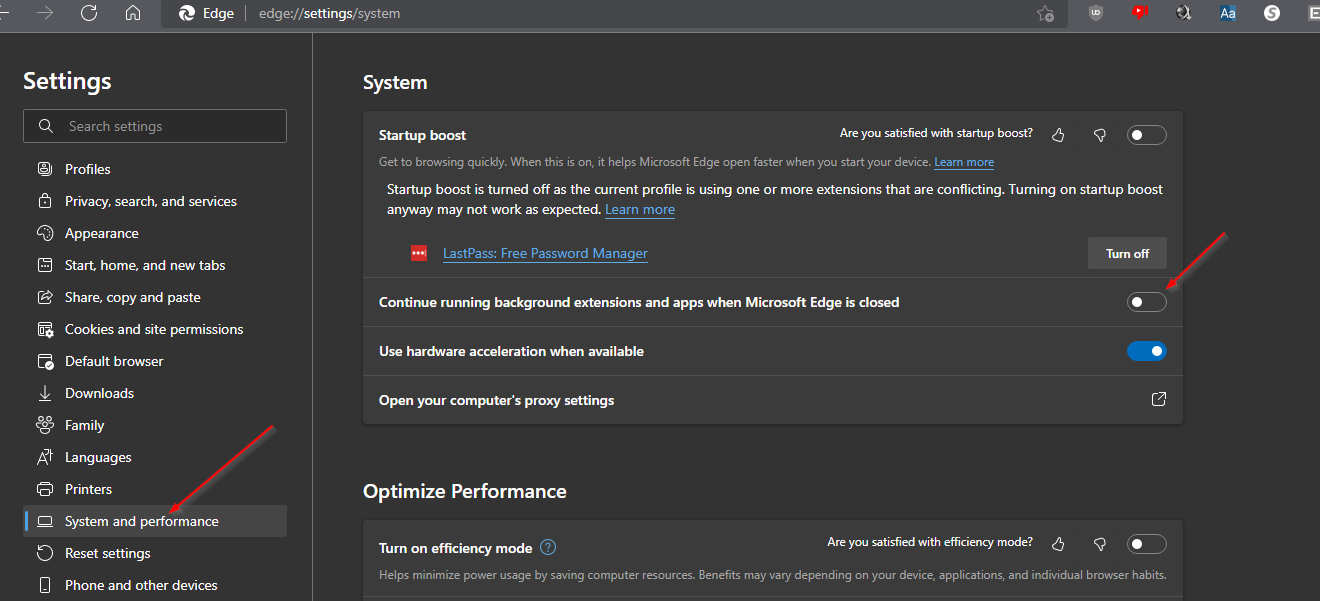 Edge
edge://settings/system
UD
Aa
S
Settings
Search settings
Profiles
Privacy, search, and services
Appearance
Start, home, and new tabs
Share, copy and paste
Cookies and site permissions
Default browser
Downloads
Family
Languages
Printers
System and performance
Reset settings
Phone and other devices
System
Startup boost
Are you satisfied with startup boost?
Get to browsing quickly. When this is on, it helps Microsoft Edge open faster when you start your device. Learn more
Startup boost is turned off as the current profile is using one or more extensions that are conflicting. Turning on startup boost
anyway may not work as expected. Learn more
LastPass: Free Password Manager
Turn off
Continue running background extensions and apps when Microsoft Edge is closed
Use hardware acceleration when available
Open your computer's proxy settings
Optimize Performance
Turn on efficiency mode ?
Are you satisfied with efficiency mode?
Helps minimize power usage by saving computer resources. Benefits may vary depending on your device, applications, and individual browser habits.